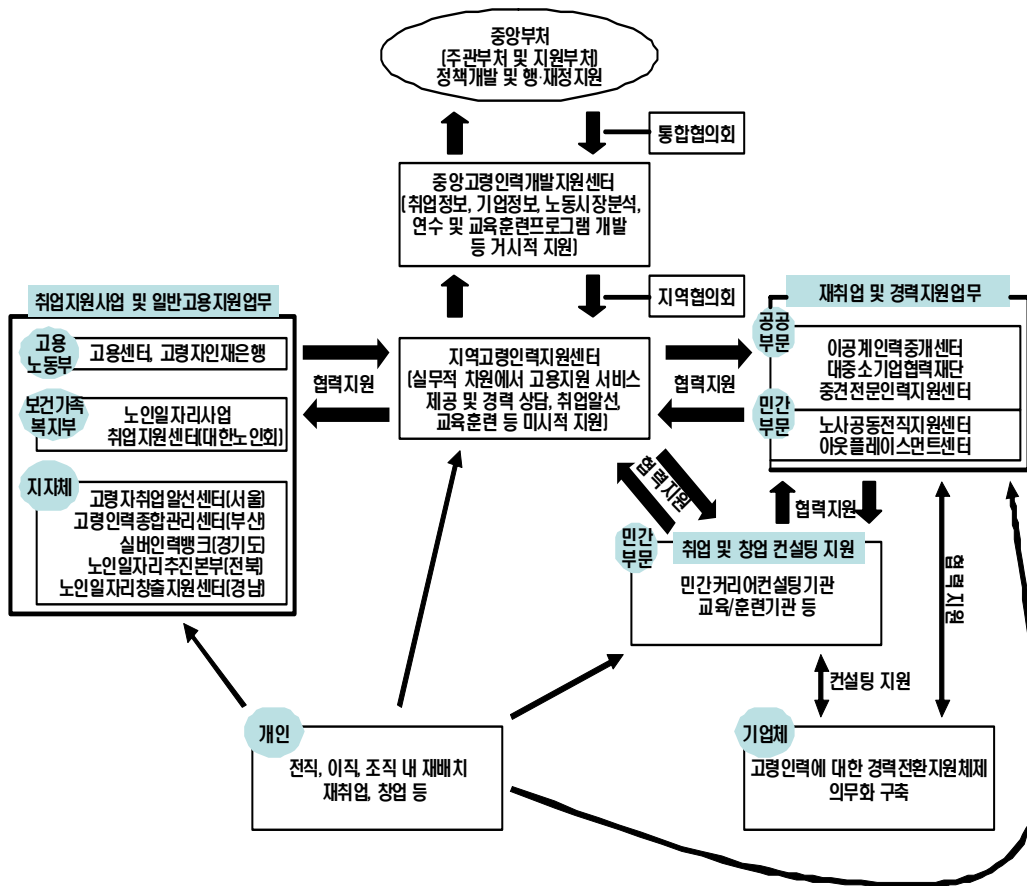 중앙부처
(주관부처 및 지원부처)
정책개발 및 행·재정지원
통합협의회
중앙고령인력개발지원센터
(취업정보, 기업정보, 노동시장분석,
연수 및 교육훈련프로그램 개발
등 거시적 지원)
지역협의회
취업지원사업 및 일반고용지원업무
고용
노동부
고용센터, 고령자인재은행
보건가족
복지부
노인일자리사업
취업지원센터(대한노인회)
지자체
고령자취업알선센터(서울)
고령인력종합관리센터(부산)
실버인력뱅크(경기도)
노인일자리추진본부(전북)
노인일자리창출지원센터(경남)
협력지원
지역고령인력지원센터
(실무적 차원에서 고용지원 서비스
제공 및 경력 상담, 취업알선,
교육훈련 등 미시적 지원)
협력지원
재취업 및 경력지원업무
공공
부문
이공계인력중개센터
대중소기업협력재단
중견전문인력지원센터
민간
부문
노사공동전직지원센터
아웃플레이스먼트센터
협력지원
협력지원
민간
부문
취업 및 창업 컨설팅 지원
민간커리어컨설팅기관
교육/훈련기관 등
협력지원
컨설팅 지원
개인
전직, 이직, 조직 내 재배치
재취업, 창업 등
기업체
고령인력에 대한 경력전환지원체제
의무화 구축